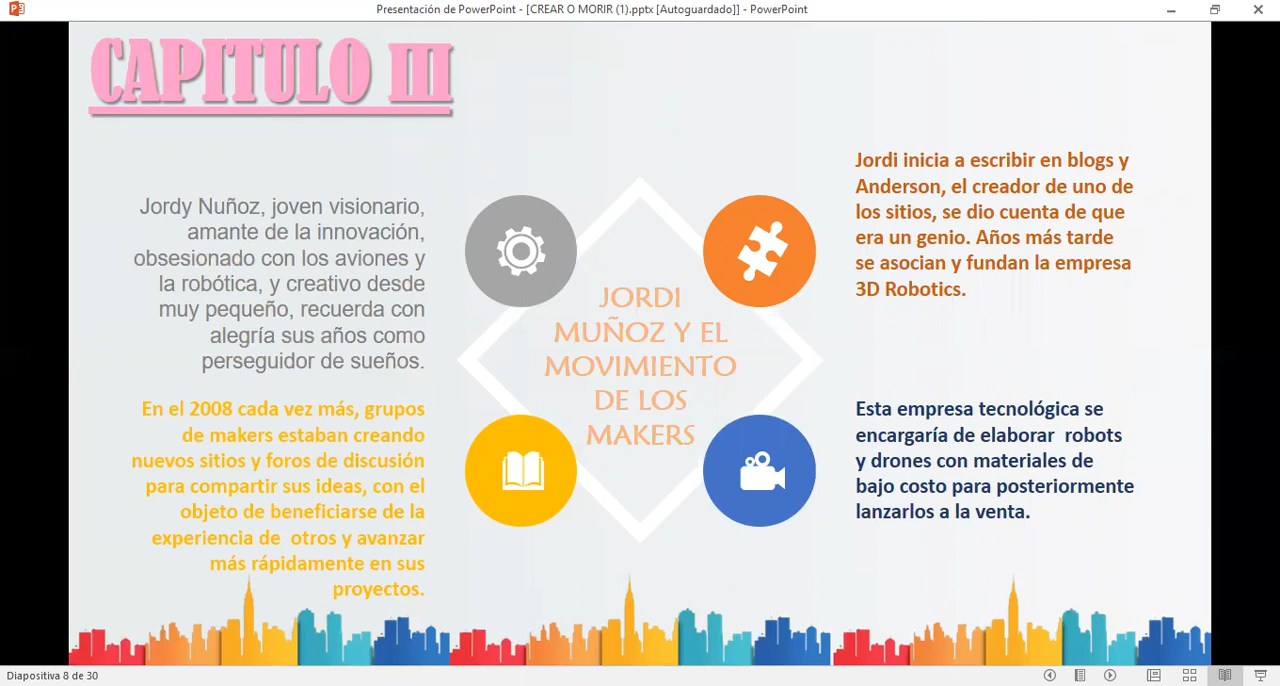 Presentación de PowerPoint - [CREAR O MORIR (1).pptx [Autoguardado]] - PowerPoint
CAPITULO III
Jordy Nuñoz, joven visionario,
amante de la innovación,
obsesionado con los aviones y
la robótica, y creativo desde
muy pequeño, recuerda con
alegría sus años como
perseguidor de sueños.
En el 2008 cada vez más, grupos
de makers estaban creando
nuevos sitios y foros de discusión
para compartir sus ideas, con el
objeto de beneficiarse de la
experiencia de otros y avanzar
más rápidamente en sus
proyectos.
JORDI
MUÑOZ Y EL
MOVIMIENTO
DE LOS
MAKERS
Jordi inicia a escribir en blogs y
Anderson, el creador de uno de
los sitios, se dio cuenta de que
era un genio. Años más tarde
se asocian y fundan la empresa
3D Robotics.
Esta empresa tecnológica se
encargaría de elaborar robots
y drones con materiales de
bajo costo para posteriormente
lanzarlos a la venta.
Diapositiva 8 de 30